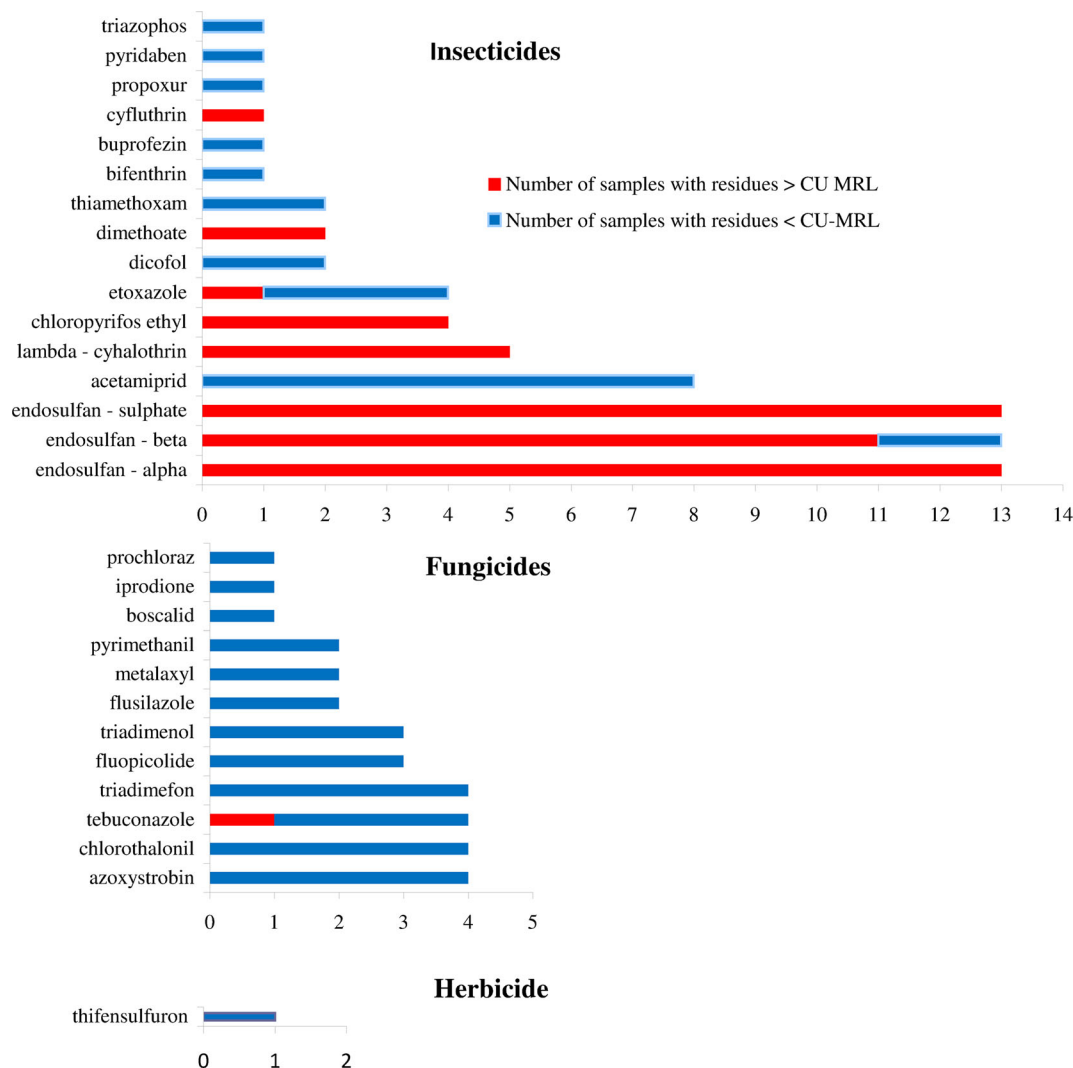 Insecticides
triazophos
pyridaben
propoxur
cyfluthrin
buprofezin
bifenthrin
thiamethoxam
dimethoate
dicofol
etoxazole
chloropyrifos ethyl
lambda - cyhalothrin
acetamiprid
endosulfan - sulphate
endosulfan - beta
endosulfan - alpha
Number of samples with residues > CU MRL
Number of samples with residues < CU-MRL
0 1 2 3 4 5 6 7 8 9 10 11 12 13 14
Fungicides
prochloraz
iprodione
boscalid
pyrimethanil
metalaxyl
flusilazole
triadimenol
fluopicolide
triadimefon
tebuconazole
chlorothalonil
azoxystrobin
0 1 2 3 4 5
Herbicide
thifensulfuron
0 1 2